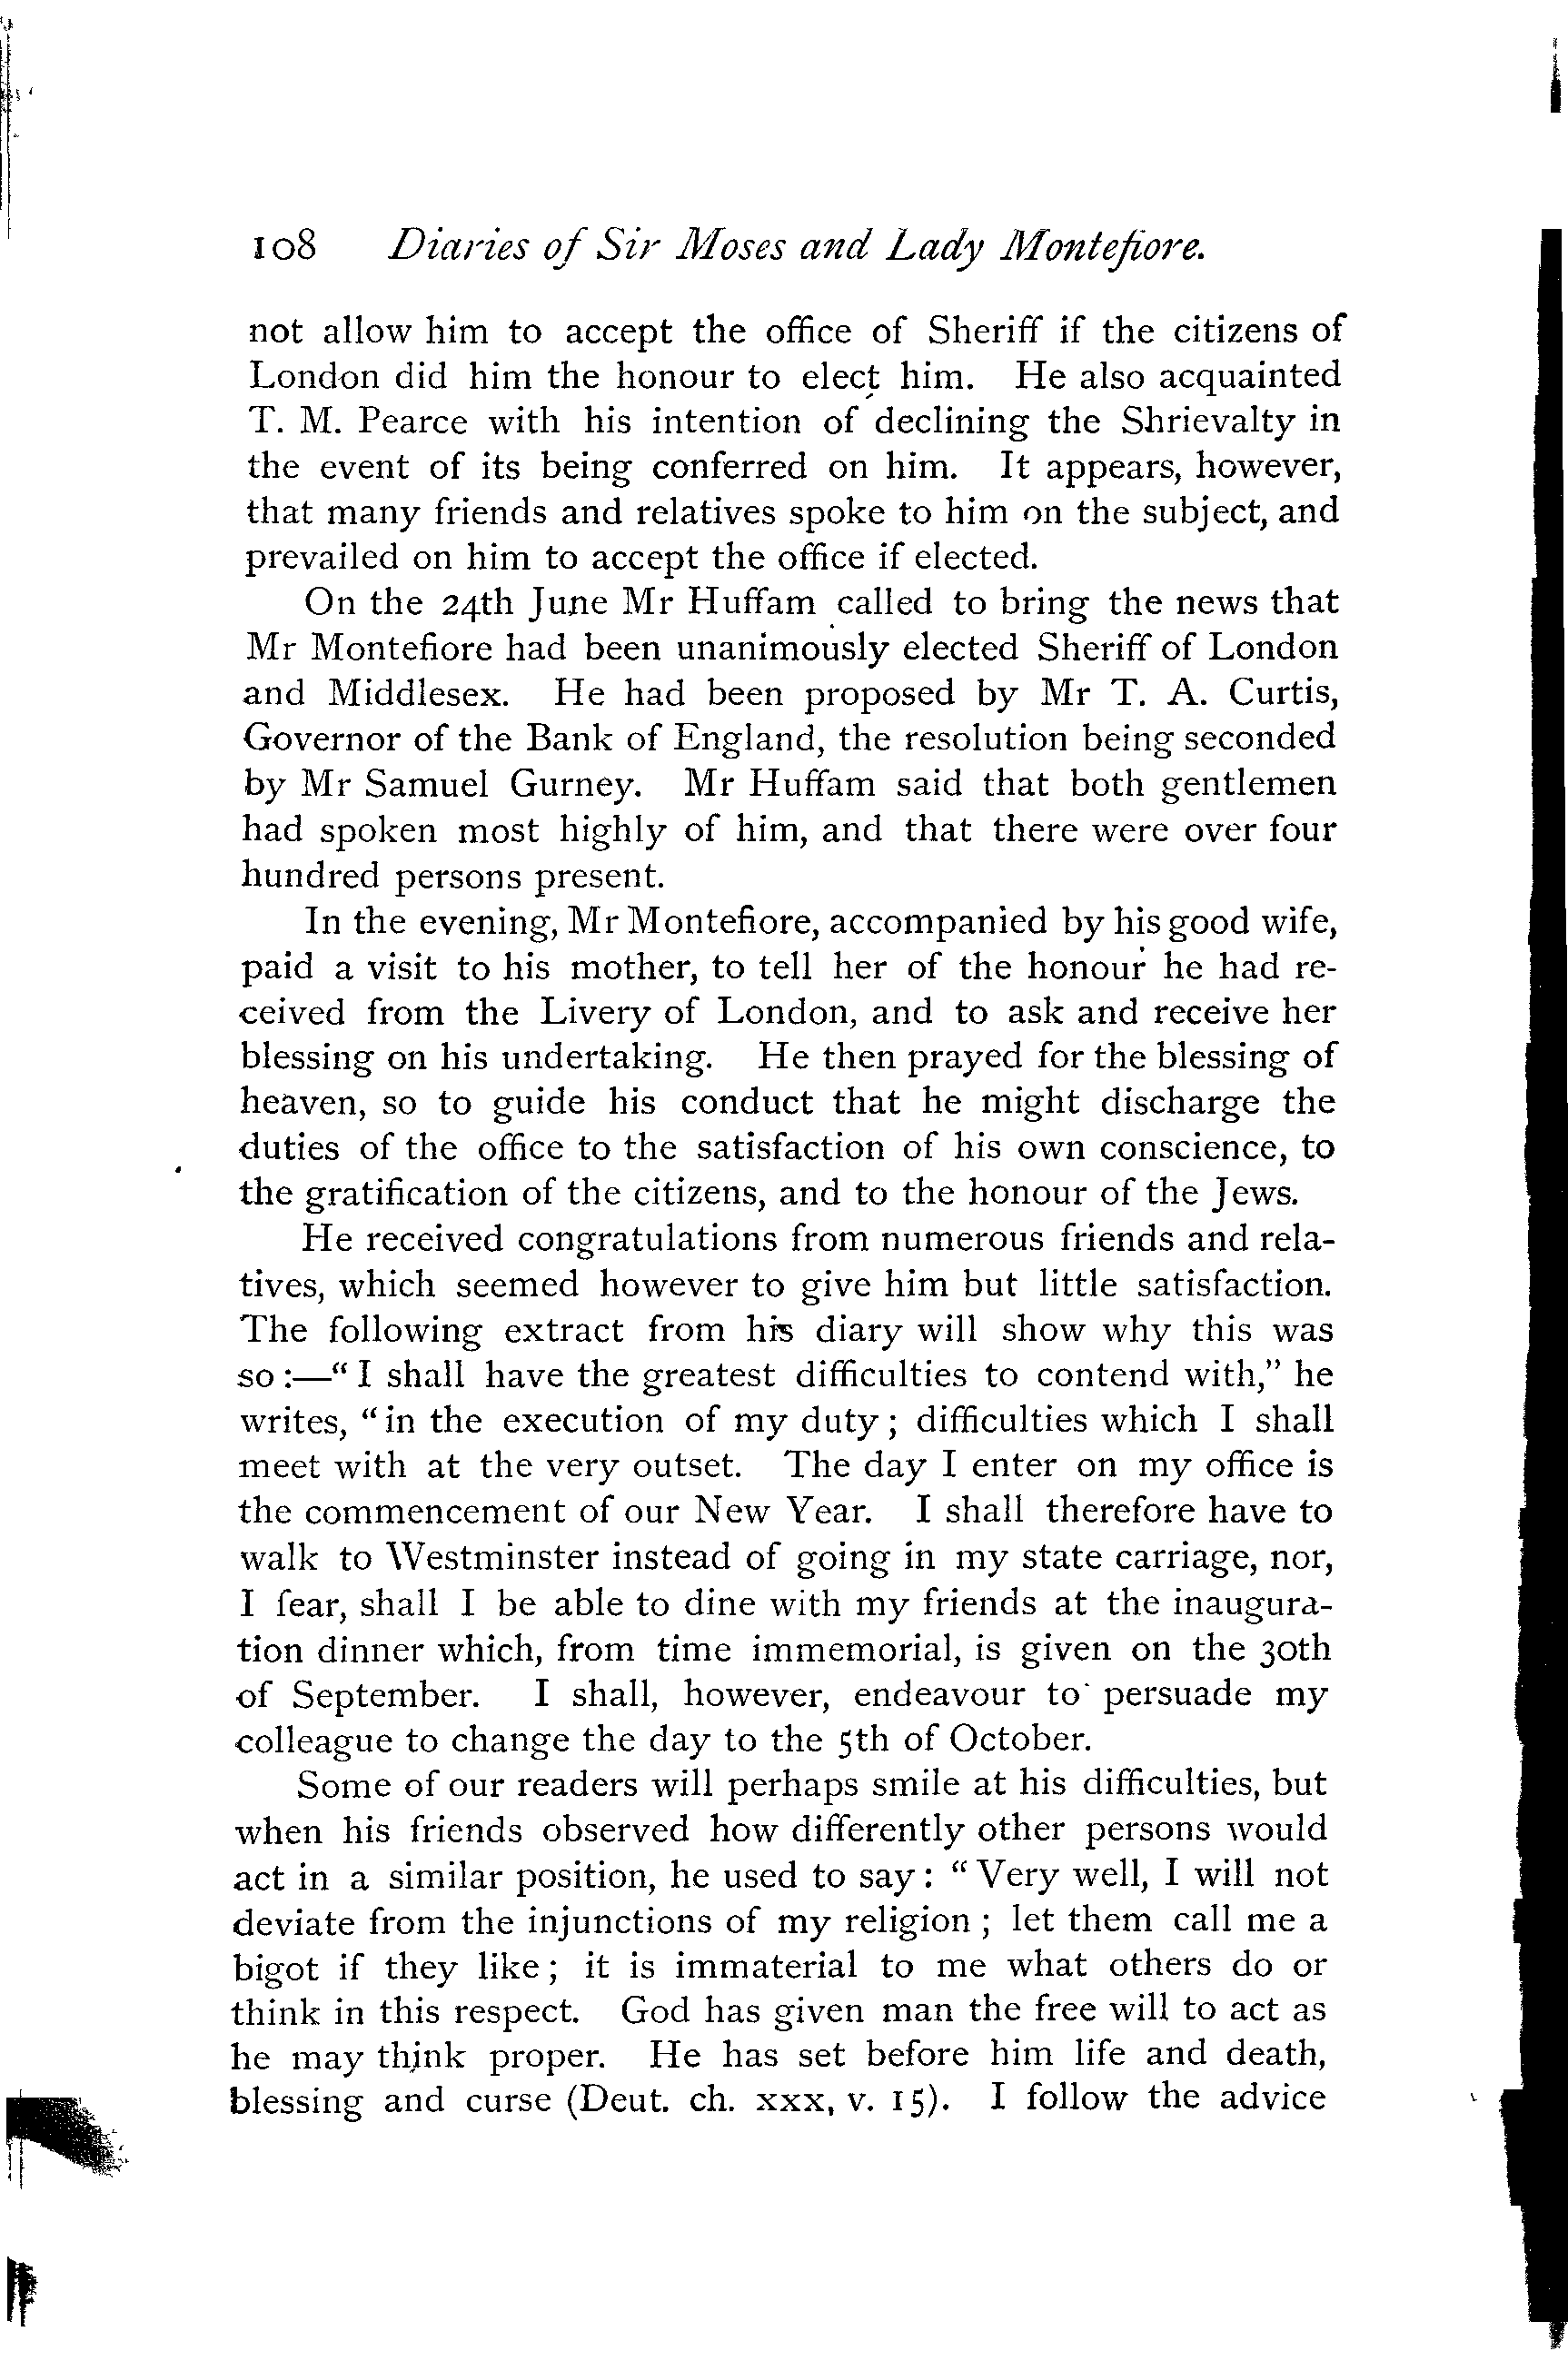 108 Diaries of Sir Moses and Lady Montefiore.
not allow him to accept the office of Sheriff if the citizens of
London did him the honour to elect him. He also acquainted
T. M. Pearce with his intention of declining the Shrievalty in
the event of its being conferred on him. It appears, however,
that many friends and relatives spoke to him on the subject, and
prevailed on him to accept the office if elected.
On the 24th June Mr Huffam called to bring the news that
Mr Montefiore had been unanimously elected Sheriff of London
and Middlesex. He had been proposed by Mr T. A. Curtis,
Governor of the Bank of England, the resolution being seconded
by Mr Samuel Gurney. Mr Huffam said that both gentlemen
had spoken most highly of him, and that there were over four
hundred persons present.
In the evening, Mr Montefiore, accompanied by his good wife,
paid a visit to his mother, to tell her of the honour he had re-
ceived from the Livery of London, and to ask and receive her
blessing on his undertaking. He then prayed for the blessing of
heaven, so to guide his conduct that he might discharge the
duties of the office to the satisfaction of his own conscience, to
the gratification of the citizens, and to the honour of the Jews.
He received congratulations from numerous friends and rela-
tives, which seemed however to give him but little satisfaction.
The following extract from his diary will show why this was
so:—“I shall have the greatest difficulties to contend with,” he
writes, “in the execution of my duty; difficulties which I shall
meet with at the very outset. The day I enter on my office is
the commencement of our New Year. I shall therefore have to
walk to Westminster instead of going in my state carriage, nor,
I fear, shall I be able to dine with my friends at the inaugura-
tion dinner which, from time immemorial, is given on the 30th
of September. I shall, however, endeavour to persuade my
colleague to change the day to the 5th of October.
Some of our readers will perhaps smile at his difficulties, but
when his friends observed how differently other persons would
act in a similar position, he used to say: “Very well, I will not
deviate from the injunctions of my religion; let them call me a
bigot if they like; it is immaterial to me what others do or
think in this respect. God has given man the free will to act as
he may think proper. He has set before him life and death,
blessing and curse (Deut. ch. xxx, v. 15). I follow the advice